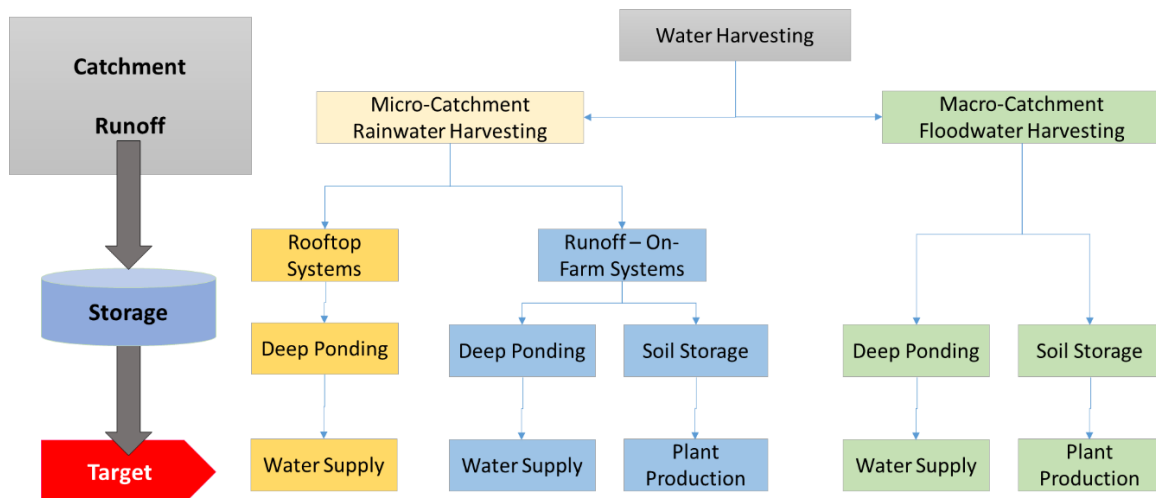 Catchment
Runoff
Storage
Target
Water Harvesting
Micro-Catchment
Rainwater Harvesting
Macro-Catchment
Floodwater Harvesting
Rooftop
Systems
Runoff – On-
Farm Systems
Deep Ponding
Deep Ponding
Soil Storage
Deep Ponding
Soil Storage
Water Supply
Water Supply
Plant
Production
Water Supply
Plant
Production